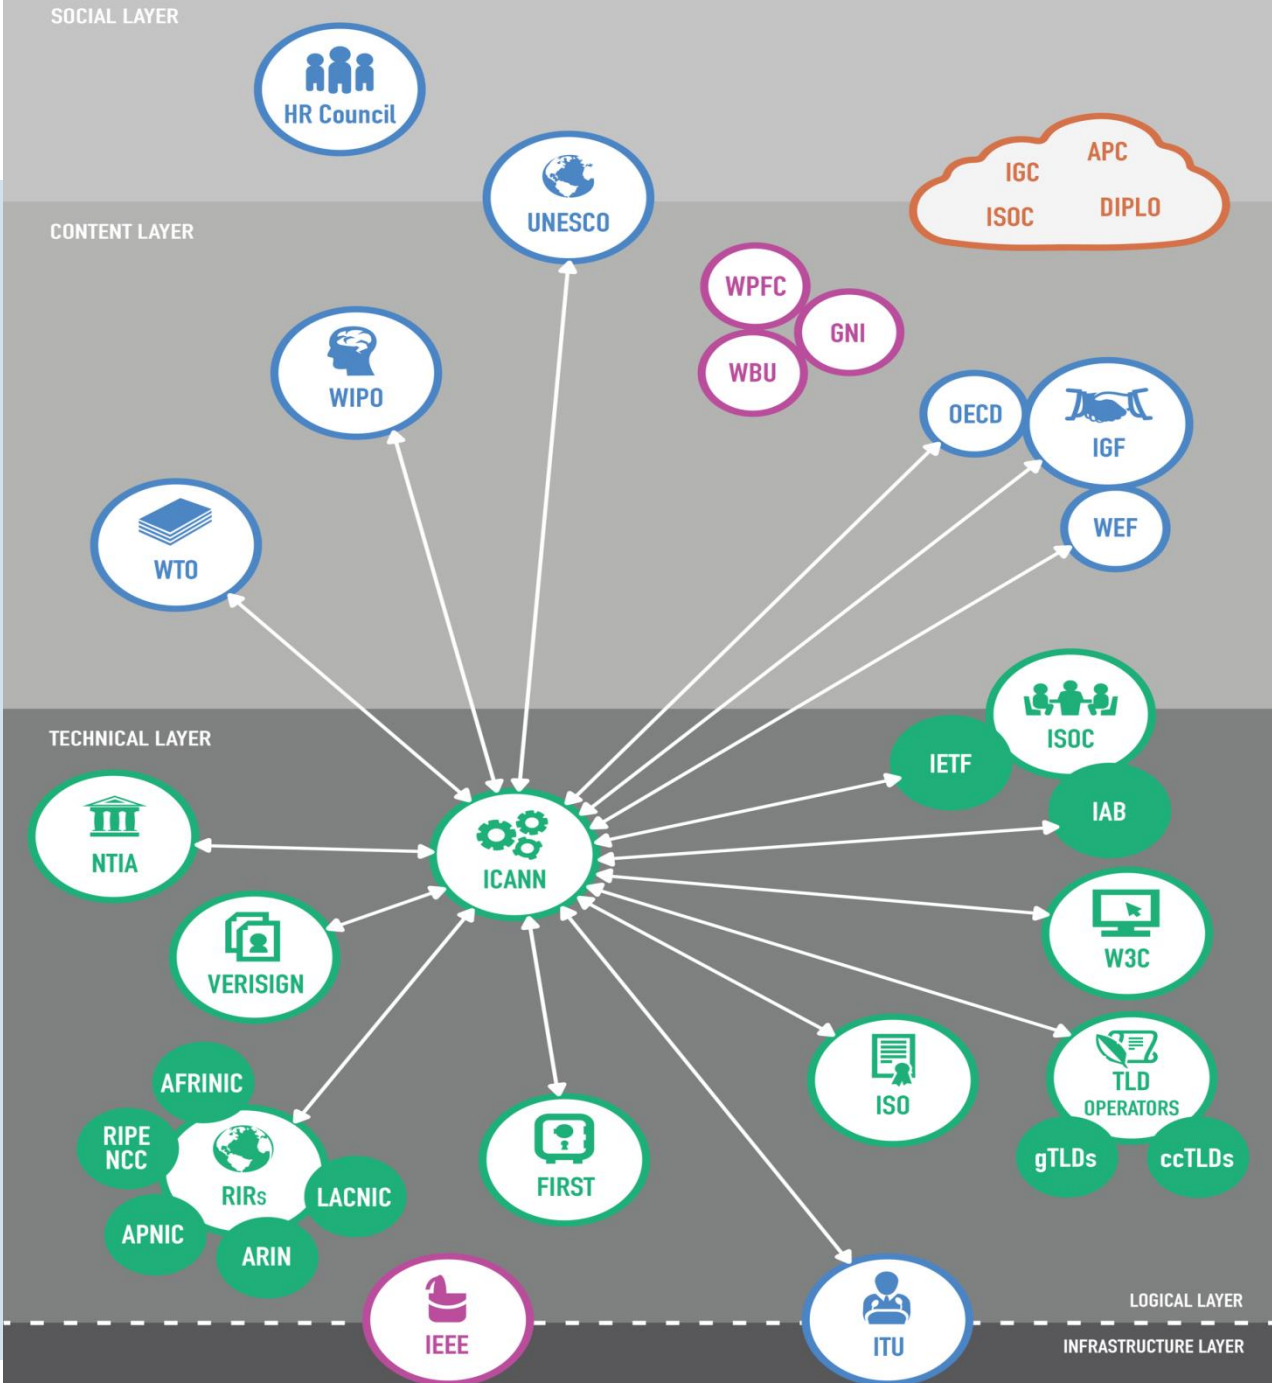 SOCIAL LAYER
HR Council
UNESCO
IGC
APC
ISOC
DIPLO
CONTENT LAYER
WPFC
GNI
WBU
WIPO
OECD
IGF
WEF
WTO
TECHNICAL LAYER
ISOC
IETF
IAB
NTIA
ICANN
W3C
VERISIGN
ISO
TLD
OPERATORS
gTLDs
ccTLDs
AFRINIC
RIPE
NCC
RIRs
LACNIC
APNIC
ARIN
FIRST
IEEE
ITU
LOGICAL LAYER
INFRASTRUCTURE LAYER